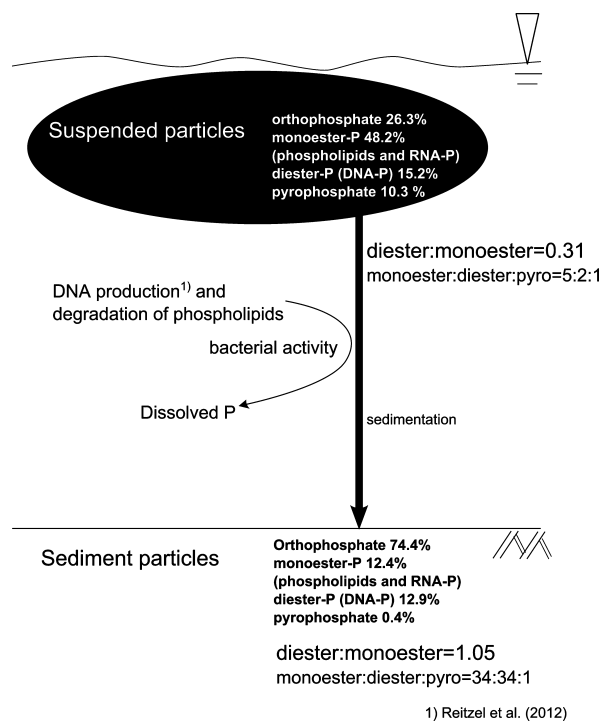 Suspended particles
orthophosphate 26.3%
monoester-P 48.2%
(phospholipids and RNA-P)
diester-P (DNA-P) 15.2%
pyrophosphate 10.3 %
diester:monoester=0.31
monoester:diester:pyro=5:2:1
DNA production1) and
degradation of phospholipids
bacterial activity
Dissolved P
sedimentation
Sediment particles
Orthophosphate 74.4%
monoester-P 12.4%
(phospholipids and RNA-P)
diester-P (DNA-P) 12.9%
pyrophosphate 0.4%
diester:monoester=1.05
monoester:diester:pyro=34:34:1
1) Reitzel et al. (2012)